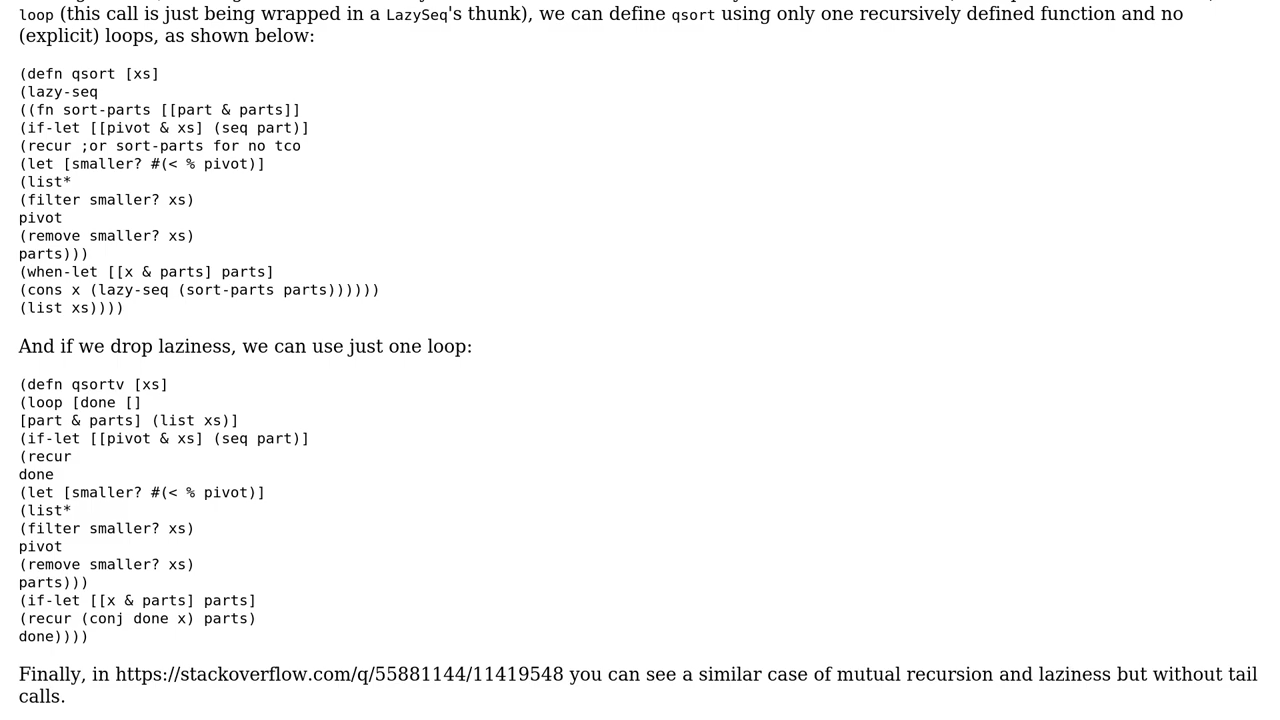 loop (this call is just being wrapped in a LazySeq's thunk), we can define qsort using only one recursively defined function and no
(explicit) loops, as shown below:
(defn qsort [xs]
(lazy-seq
((fn sort-parts [[part & parts]]
(if-let [[pivot & xs] (seq part)]
(recur ;or sort-parts for no tco
(let [smaller? #(< % pivot)]
(list*
(filter smaller? xs)
pivot
(remove smaller? xs)
parts)))
(when-let [[x & parts] parts]
(cons x (lazy-seq (sort-parts parts))))))
(list xs))))
And if we drop laziness, we can use just one loop:
(defn qsortv [xs]
(loop [done []
[part & parts] (list xs)]
(if-let [[pivot & xs] (seq part)]
(recur
done
(let [smaller? #(< % pivot)]
(list*
(filter smaller? xs)
pivot
(remove smaller? xs)
parts)))
(if-let [[x & parts] parts]
(recur (conj done x) parts)
done))))
Finally, in https://stackoverflow.com/q/55881144/11419548 you can see a similar case of mutual recursion and laziness but without tail
calls.